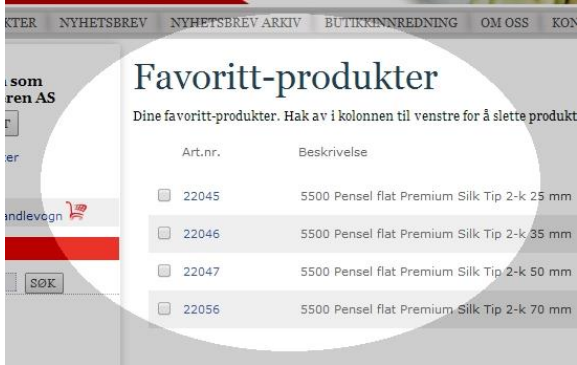 KTER NYHETSBREV NYHETSBREV ARKIV BUTIKKINNREDNING OM OSS KON
som
ren AS
T
er
andlevogn
SØK
Favoritt-produkter
Dine favoritt-produkter. Hak av i kolonnen til venstre for å slette produkt
Art.nr. Beskrivelse
22045 5500 Pensel flat Premium Silk Tip 2-k 25 mm
22046 5500 Pensel flat Premium Silk Tip 2-k 35 mm
22047 5500 Pensel flat Premium Silk Tip 2-k 50 mm
22056 5500 Pensel flat Premium Silk Tip 2-k 70 mm